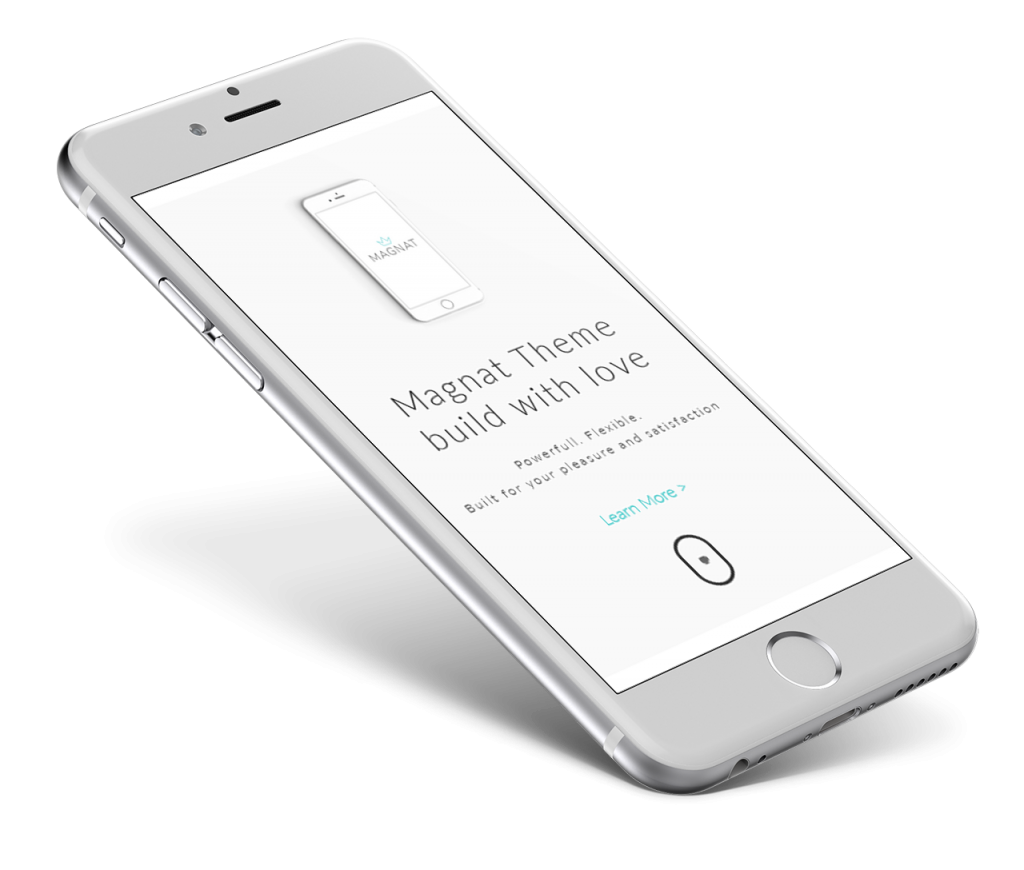 MAGNAT
Magnat Theme
build with love
Powerfull. Flexible.
Built for your pleasure and satisfaction
Learn More >